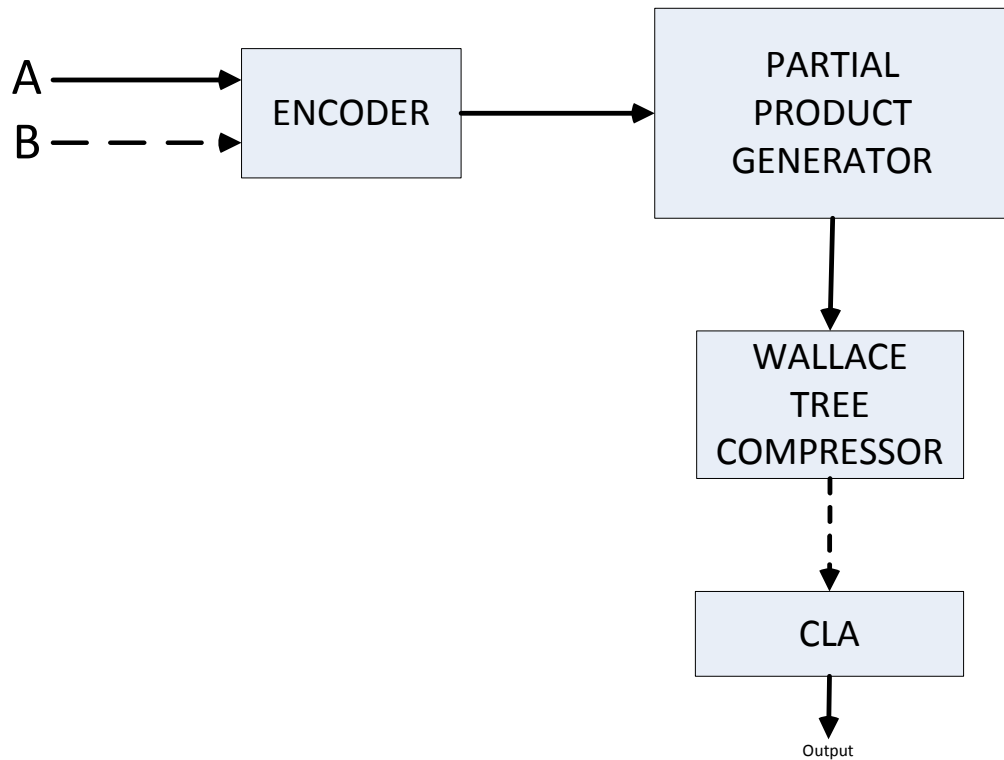 A
B
ENCODER
PARTIAL
PRODUCT
GENERATOR
WALLACE
TREE
COMPRESSOR
CLA
Output